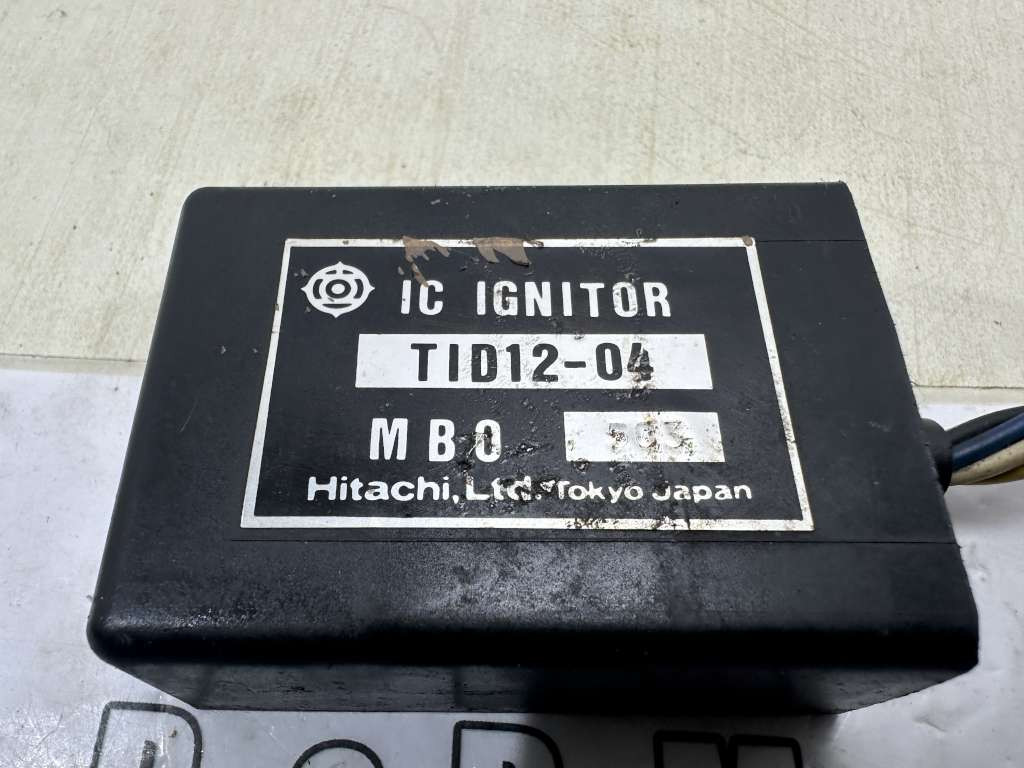 IC IGNITOR
TID12-04
MBO
Hitachi, Ltd. Tokyo Japan